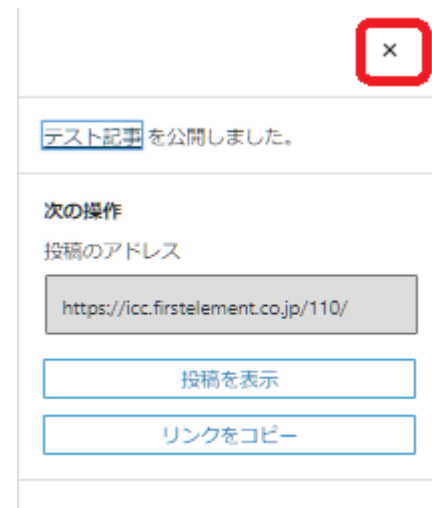 ×
テスト記事 を公開しました。
次の操作
投稿のアドレス
https://icc.firstelement.co.jp/110/
投稿を表示
リンクをコピー